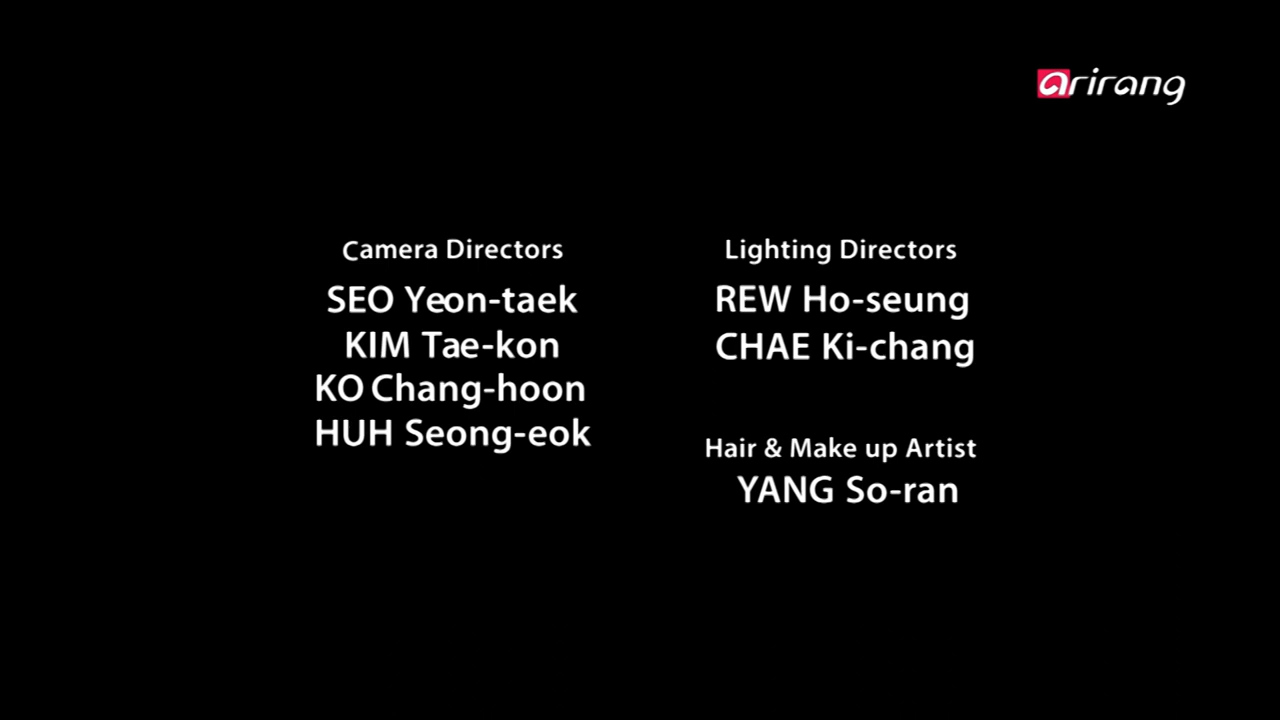 arirang
Camera Directors
SEO Yeon-taek
KIM Tae-kon
KO Chang-hoon
HUH Seong-eok
Lighting Directors
REW Ho-seung
CHAE Ki-chang
Hair & Make up Artist
YANG So-ran